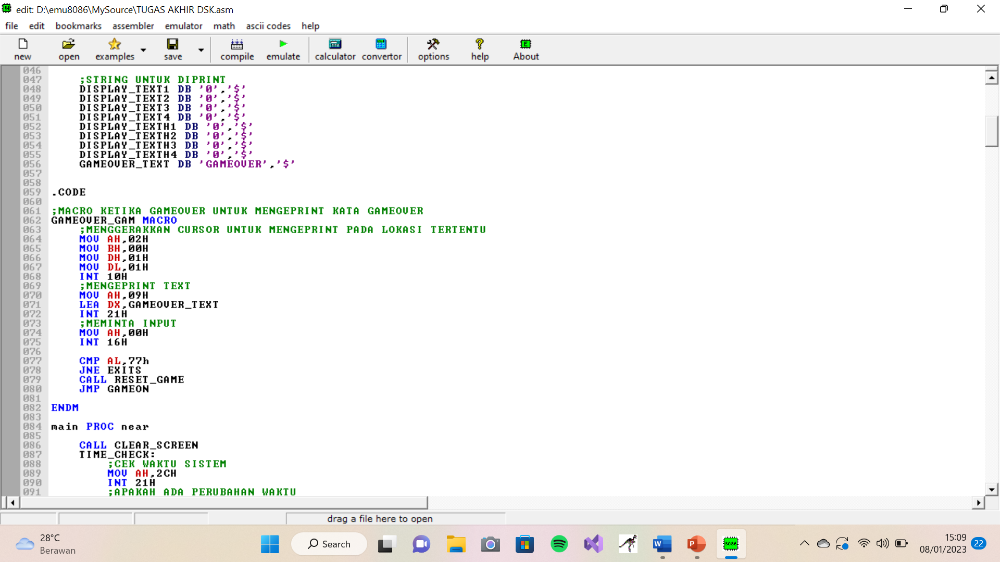 edit: D:\emu8086\MySource\TUGAS AKHIR DSK.asm
file edit bookmarks assembler emulator math ascii codes help
new open examples save compile emulate calculator convertor options help About
046
047 ;STRING UNTUK DIPRINT
048 DISPLAY_TEXT1 DB '0','$'
049 DISPLAY_TEXT2 DB '0','$'
050 DISPLAY_TEXT3 DB '0','$'
051 DISPLAY_TEXT4 DB '0','$'
052 DISPLAY_TEXTH1 DB '0','$'
053 DISPLAY_TEXTH2 DB '0','$'
054 DISPLAY_TEXTH3 DB '0','$'
055 DISPLAY_TEXTH4 DB '0','$'
056 GAMEOVER_TEXT DB 'GAMEOVER','$'
057
058
059 .CODE
060
061 ;MACRO KETIKA GAMEOVER UNTUK MENGEPRINT KATA GAMEOVER
062 GAMEOVER_GAM MACRO
063 ;MENGGERAKKAN CURSOR UNTUK MENGEPRINT PADA LOKASI TERTENTU
064 MOV AH,02H
065 MOV BH,00H
066 MOV DH,01H
067 MOV DL,01H
068 INT 10H
069 ;MENGEPRINT TEXT
070 MOV AH,09H
071 LEA DX,GAMEOVER_TEXT
072 INT 21H
073 ;MEMINTA INPUT
074 MOV AH,00H
075 INT 16H
076
077 CMP AL,77h
078 JNE EXITS
079 CALL RESET_GAME
080 JMP GAMEON
081
082 ENDM
083
084 main PROC near
085
086 CALL CLEAR_SCREEN
087 TIME_CHECK:
088 ;CEK WAKTU SISTEM
089 MOV AH,2CH
090 INT 21H
091 ;APAKAH ADA PERUBAHAN WAKTU
drag a file here to open
28°C
Berawan
Search
15:09
08/01/2023
22